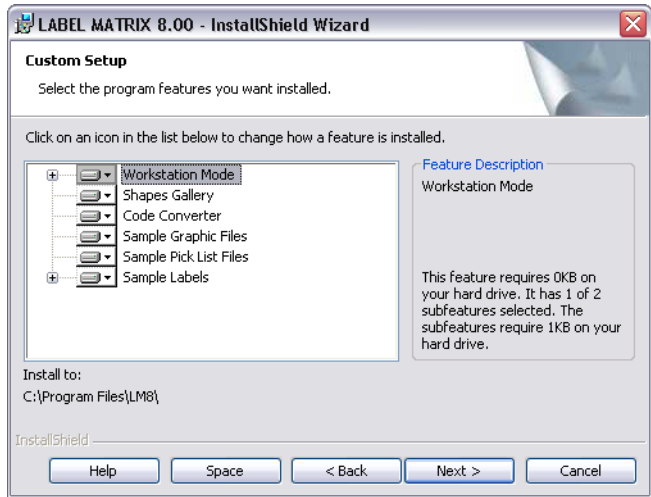 LABEL MATRIX 8.00 - InstallShield Wizard
Custom Setup
Select the program features you want installed.
Click on an icon in the list below to change how a feature is installed.
Workstation Mode
Shapes Gallery
Code Converter
Sample Graphic Files
Sample Pick List Files
Sample Labels
Feature Description
Workstation Mode
This feature requires 0KB on
your hard drive. It has 1 of 2
subfeatures selected. The
subfeatures require 1KB on your
hard drive.
Install to:
C:\Program Files\LM8\
InstallShield
Help Space < Back Next > Cancel